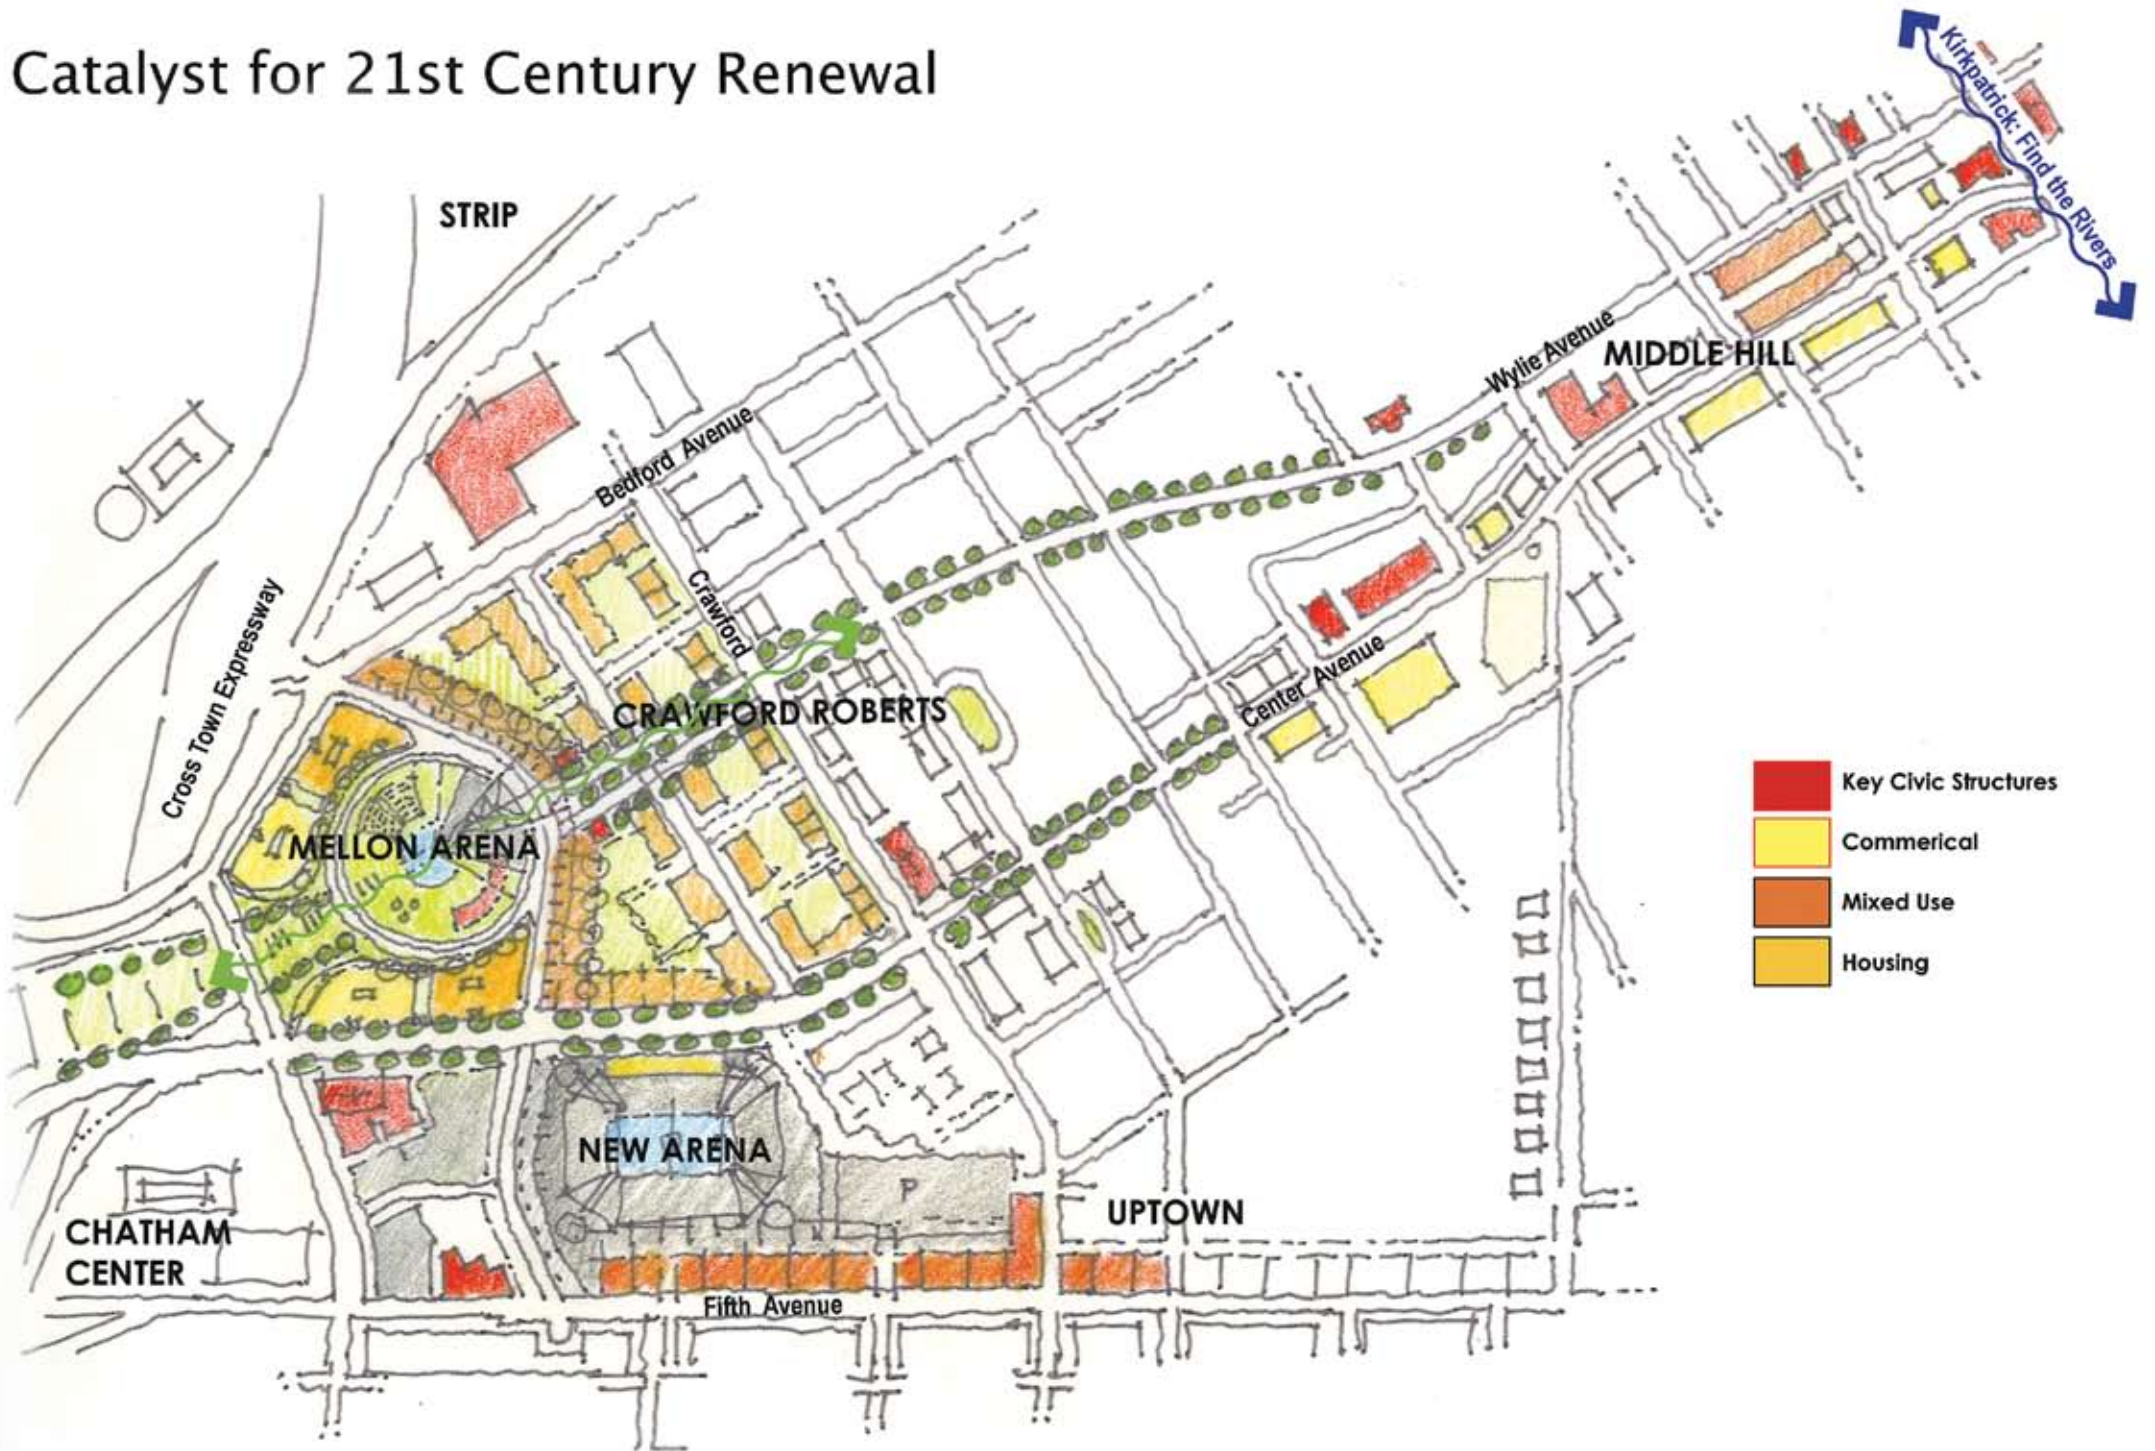 Catalyst for 21st Century Renewal
Kirkpatrick: Find the Rivers
STRIP
Wylie Avenue
MIDDLE HILL
Bedford Avenue
Crawford
Cross Town Expressway
CRAWFORD ROBERTS
Center Avenue
Key Civic Structures
Commerical
Mixed Use
Housing
MELLON ARENA
NEW ARENA
P
UPTOWN
CHATHAM
CENTER
Fifth Avenue